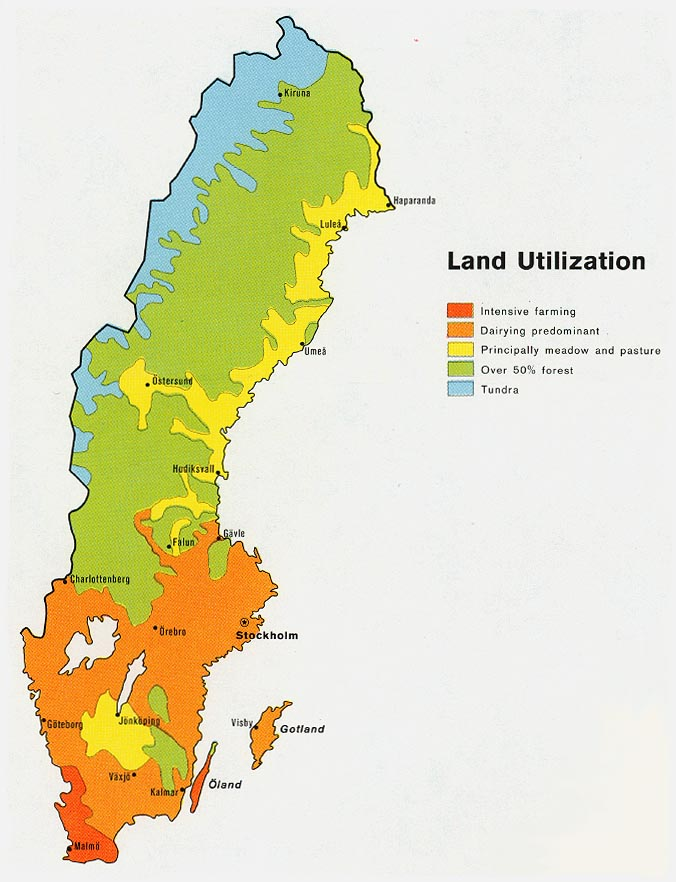 Kiruna
Haparanda
Luleå
Land Utilization
Intensive farming
Dairying predominant
Principally meadow and pasture
Over 50% forest
Tundra
Umeå
Östersund
Hudiksvall
Gävle
Falun
Charlottenberg
Örebro
Stockholm
Göteborg
Jönköping
Visby
Gotland
Växjö
Kalmar
Öland
Malmö